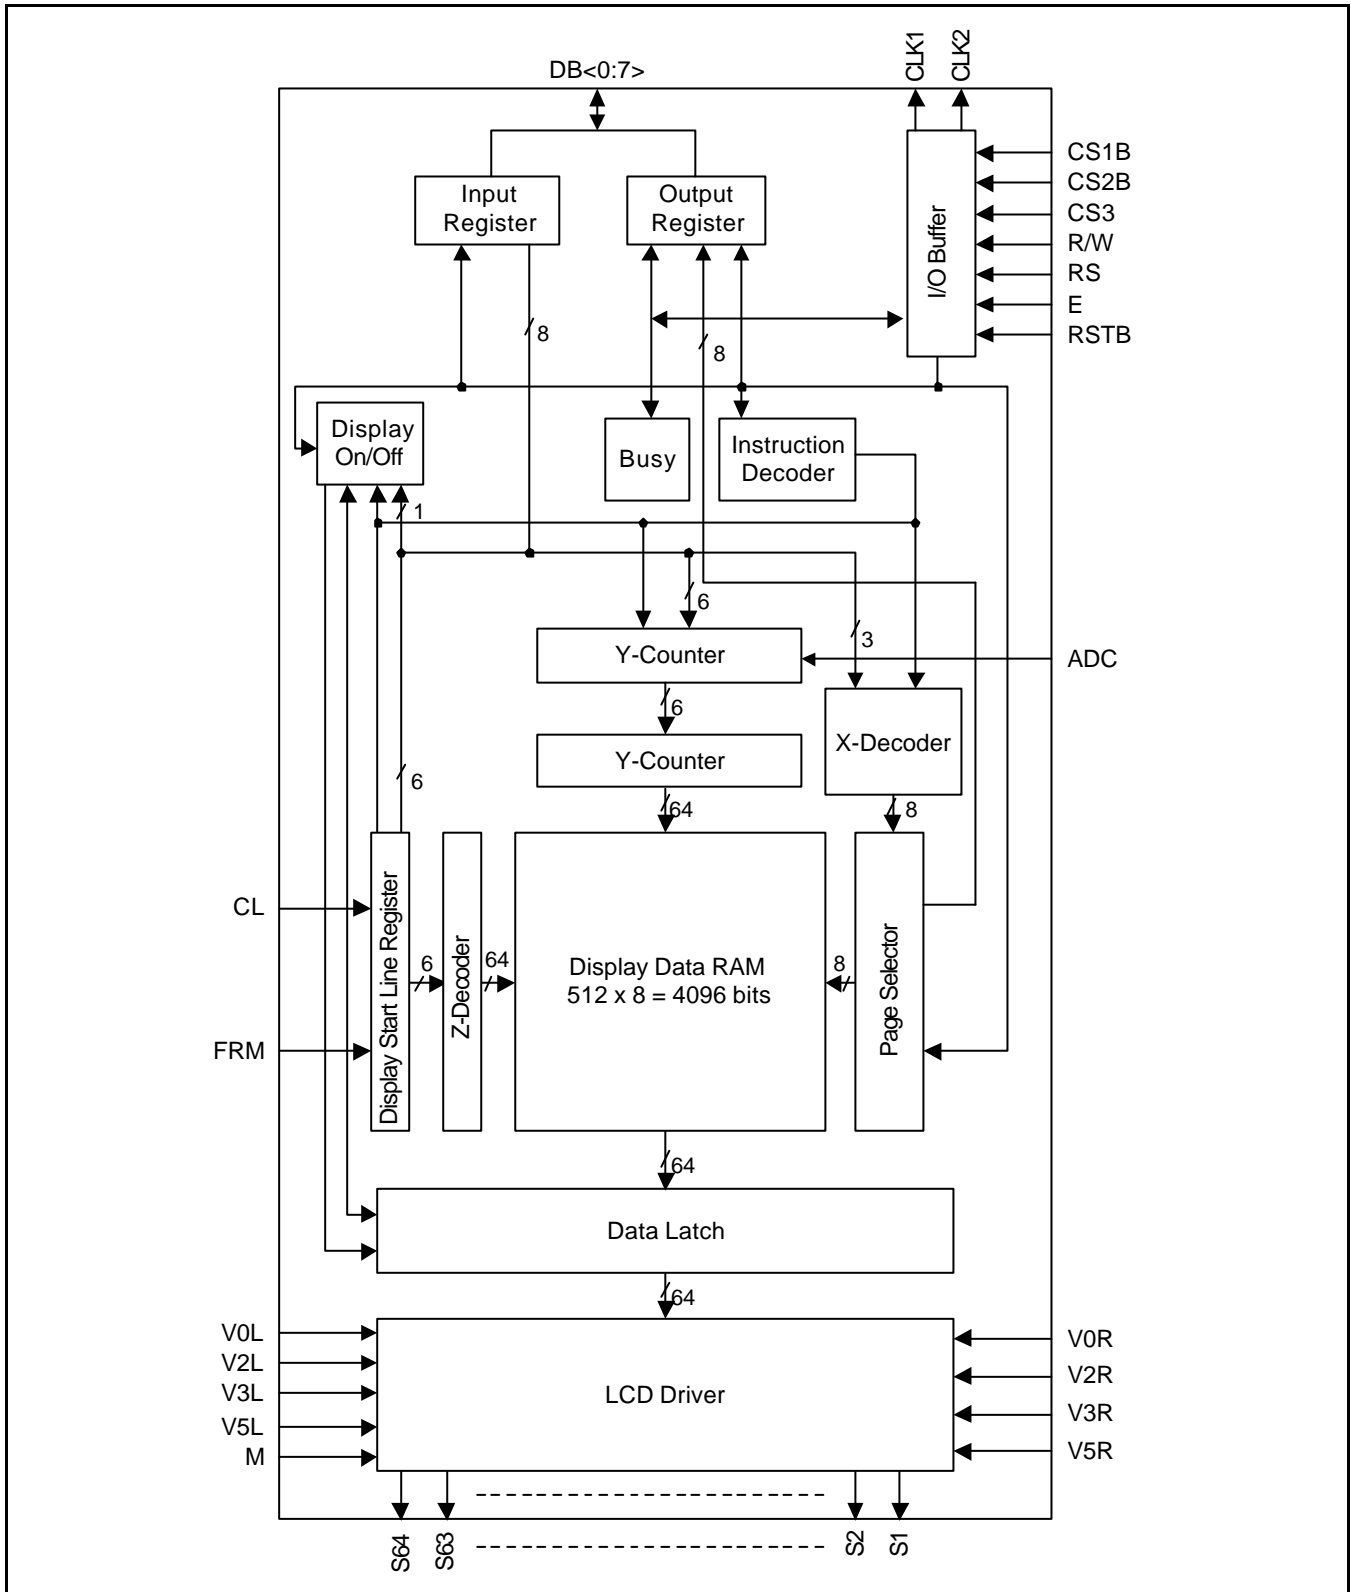 DB<0:7>
CLK1
CLK2
Input
Register
Output
Register
I/O Buffer
CS1B
CS2B
CS3
R/W
RS
E
RSTB
8
8
Display
On/Off
Busy
Instruction
Decoder
1
6
3
Y-Counter
ADC
6
Y-Counter
X-Decoder
6
64
8
CL
FRM
Display Start Line Register
6
Z-Decoder
64
Display Data RAM
512 x 8 = 4096 bits
8
Page Selector
64
Data Latch
64
V0L
V2L
V3L
V5L
M
LCD Driver
V0R
V2R
V3R
V5R
S64
S63
S2
S1